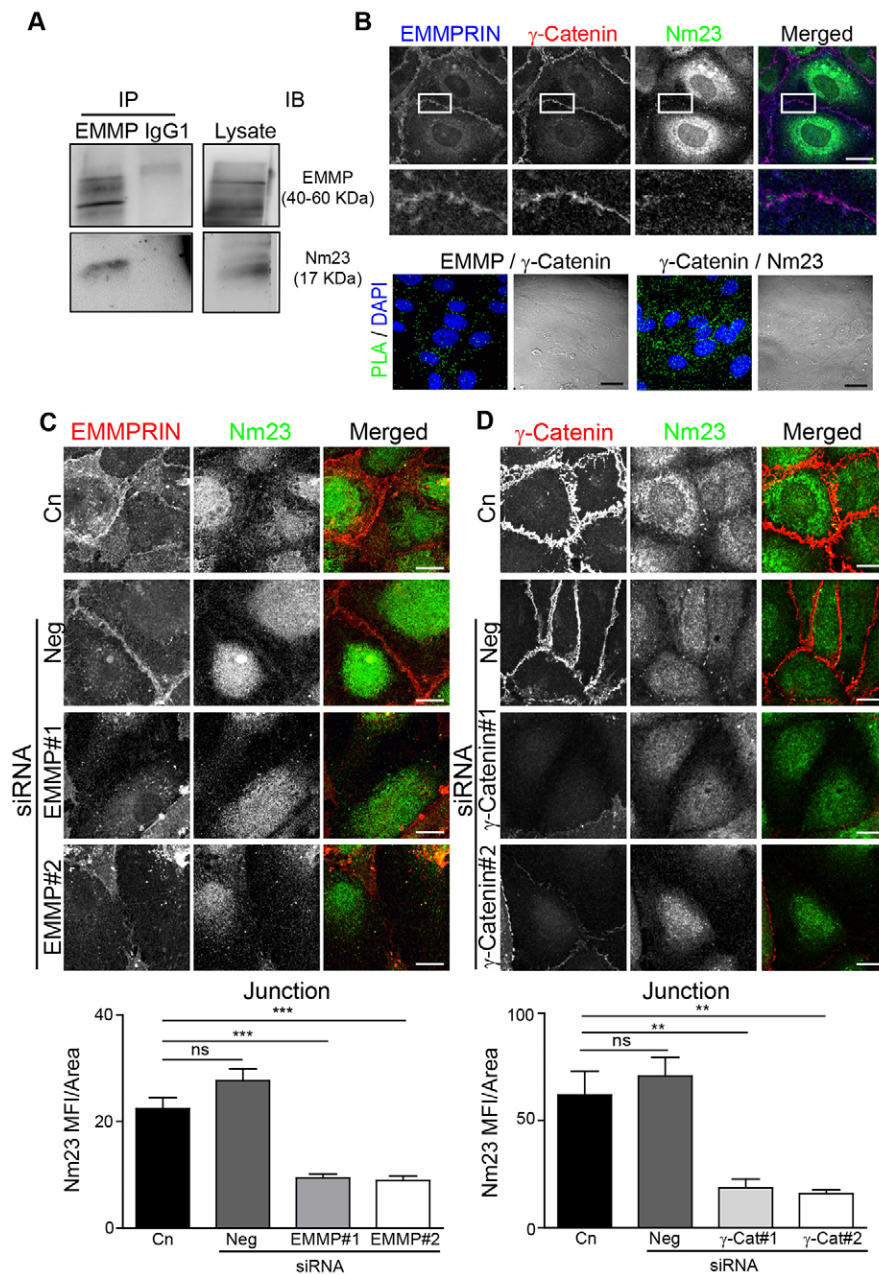 A
IP IB
EMMP IgG1 Lysate
EMMP
(40-60 KDa)
Nm23
(17 KDa)
B
EMMPRIN γ-Catenin Nm23 Merged
EMMP / γ-Catenin γ-Catenin / Nm23
PLA / DAPI
C
EMMPRIN Nm23 Merged
Cn
siRNA
Neg
EMMP#1
EMMP#2
Junction
Nm23 MFI/Area
40
20
0
ns
***
***
Cn Neg EMMP#1 EMMP#2
siRNA
D
γ-Catenin Nm23 Merged
Cn
siRNA
Neg
γ-Catenin#1
γ-Catenin#2
Junction
Nm23 MFI/Area
100
50
0
ns
**
**
Cn Neg γ-Cat#1 γ-Cat#2
siRNA